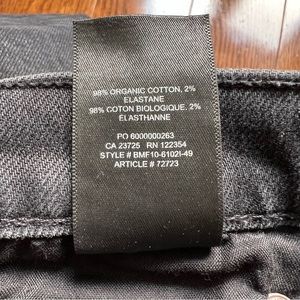 98% ORGANIC COTTON, 2%
ELASTANE
98% COTON BIOLOGIQUE, 2%
ELASTHANNE
PO 6000000263
CA 23725 RN 122354
STYLE # BMF10-6102I-49
ARTICLE # 72723